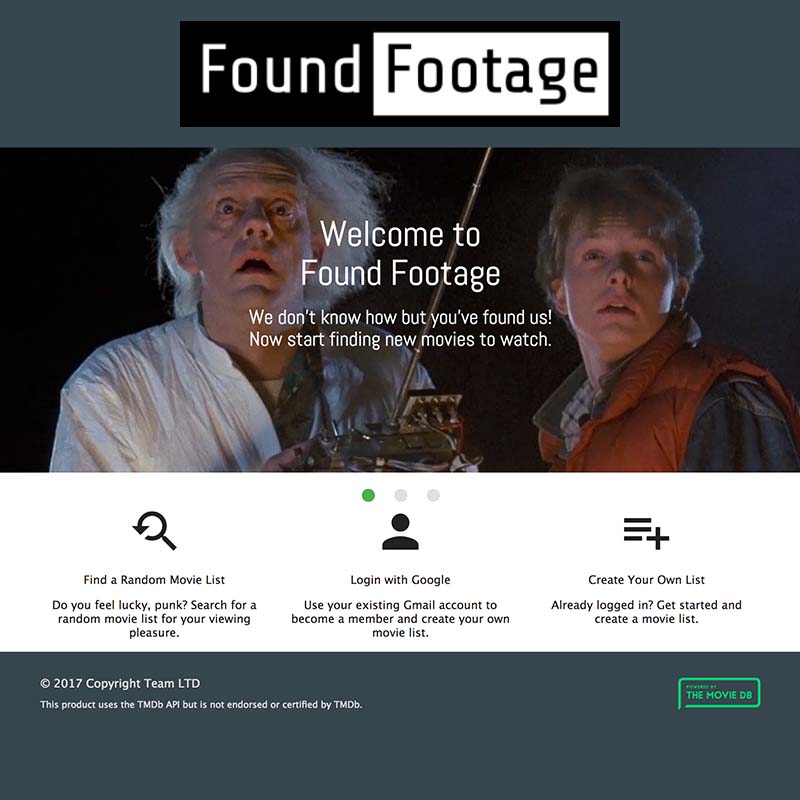 Found Footage
Welcome to
Found Footage
We don't know how but you've found us!
Now start finding new movies to watch.
Find a Random Movie List
Do you feel lucky, punk? Search for a
random movie list for your viewing
pleasure.
Login with Google
Use your existing Gmail account to
become a member and create your own
movie list.
Create Your Own List
Already logged in? Get started and
create a movie list.
© 2017 Copyright Team LTD
This product uses the TMDb API but is not endorsed or certified by TMDb.
POWERED BY
THE MOVIE DB